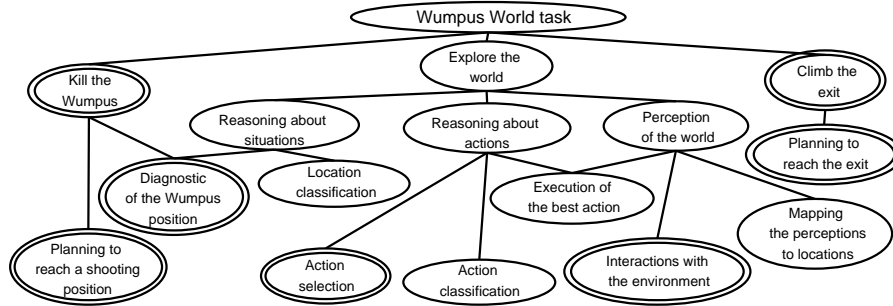 Wumpus World task
Kill the
Wumpus
Explore the
world
Climb the
exit
Reasoning about
situations
Reasoning about
actions
Perception
of the world
Planning to
reach the exit
Diagnostic
of the Wumpus
position
Location
classification
Execution of
the best action
Mapping
the perceptions
to locations
Planning to
reach a shooting
position
Action
selection
Action
classification
Interactions with
the environment